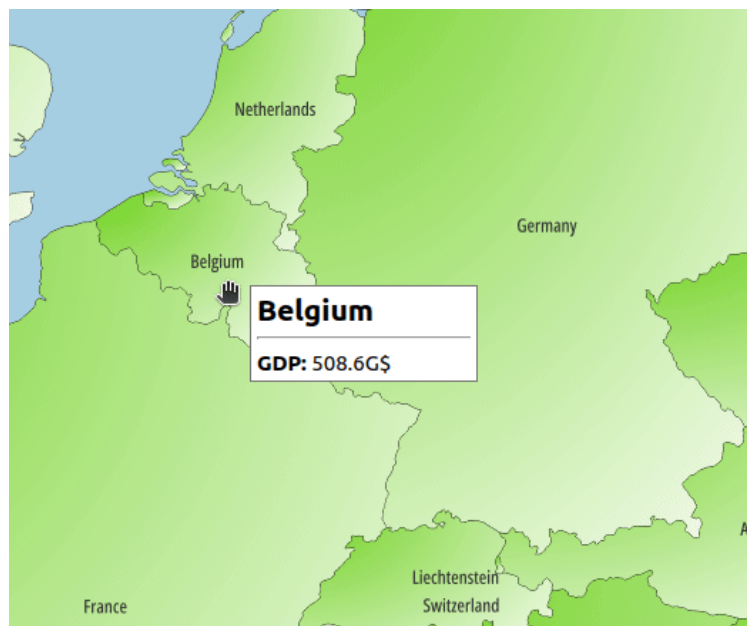 Netherlands
Germany
Belgium
Belgium
GDP: 508.6G$
A
Liechtenstein
Switzerland
France